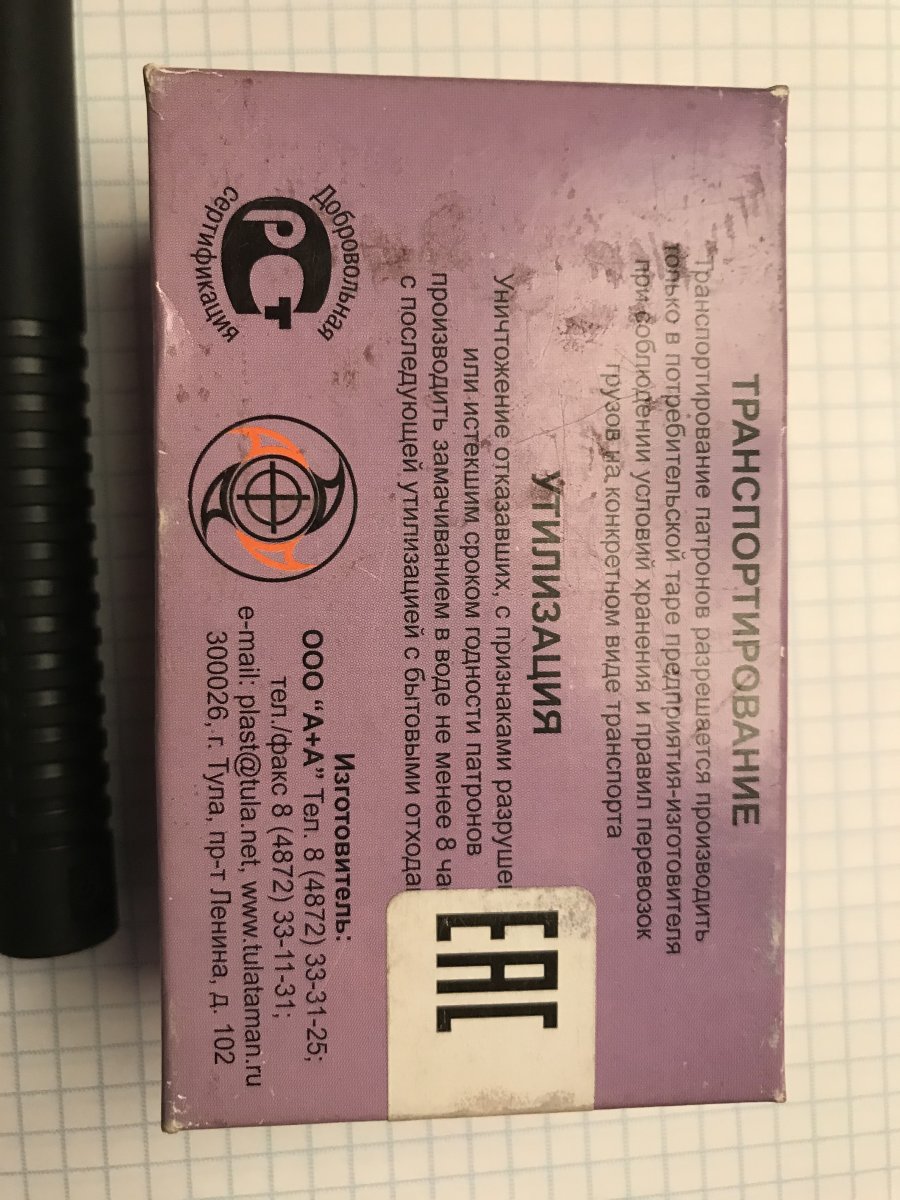 ТРАНСПОРТИРОВАНИЕ
Транспортирование патронов разрешается производить
только в потребительской таре предприятия-изготовителя
при соблюдении условий хранения и правил перевозок
грузов на конкретном виде транспорта
УТИЛИЗАЦИЯ
Уничтожение отказавших, с признаками разруше
или истекшим сроком годности патронов
производить замачиванием в воде не менее 8 ча
с последующей утилизацией с бытовыми отхода
EAC
Добровольная
РСТ
сертификация
Изготовитель:
ООО “А+А” Тел. 8 (4872) 33-31-25;
тел./факс 8 (4872) 33-11-31;
e-mail: plast@tula.net, www.tulataman.ru
300026, г. Тула, пр-т Ленина, д. 102